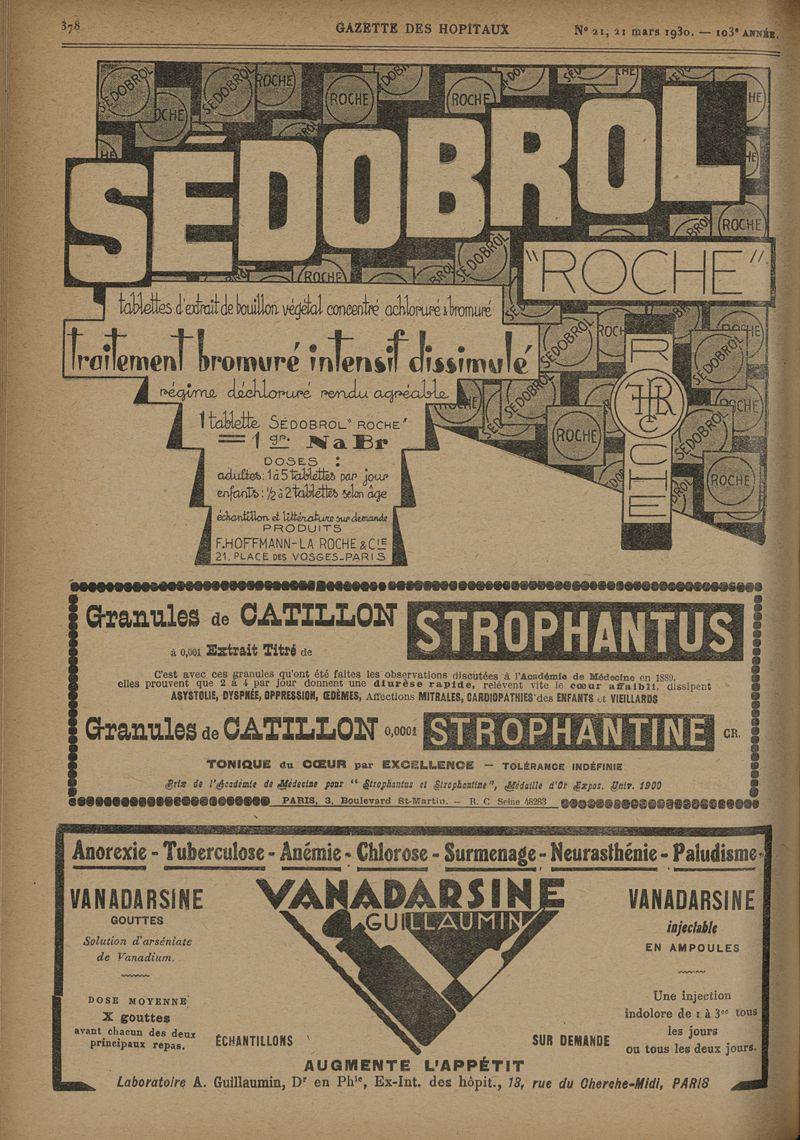 378 GAZETTE DES HOPITAUX N° 21, 21 mars 1930. — 103e ANNÉE.
SÉDOBROL
"ROCHE"
tablettes d'extrait de bouillon végétal concentré achloruré & bromuré
traitement bromuré intensif dissimulé
régime déchloruré rendu agréable
1 tablette SÉDOBROL "ROCHE"
= 1 gr. NaBr
DOSES :
adultes : 1 à 5 tablettes par jour
enfants : ½ à 2 tablettes selon âge
échantillon et littérature sur demande
PRODUITS
F. HOFFMANN-LA ROCHE & CIE
21, PLACE DES VOSGES_PARIS
ROCHE
Granules de CATILLON STROPHANTUS
à 0,001 Extrait Titré de
C'est avec ces granules qu'ont été faites les observations discutées à l'Académie de Médecine en 1889,
elles prouvent que 2 à 4 par jour donnent une diurèse rapide, relèvent vite le cœur affaibli, dissipent
ASYSTOLIE, DYSPNÉE, OPPRESSION, ŒDÈMES, Affections MITRALES, CARDIOPATHIES des ENFANTS et VIEILLARDS
Granules de CATILLON 0,0001 STROPHANTINE CR.
TONIQUE du CŒUR par EXCELLENCE — TOLÉRANCE INDÉFINIE
Prix de l'Académie de Médecine pour "Strophantus et Strophantine", Médaille d'Or Expos. Univ. 1900
PARIS, 3, Boulevard St-Martin. — R. C. Seine 48283
Anorexie - Tuberculose - Anémie - Chlorose - Surmenage - Neurasthénie - Paludisme
VANADARSINE
GUILLAUMIN
VANADARSINE
GOUTTES
Solution d'arséniate
de Vanadium.
DOSE MOYENNE
X gouttes
avant chacun des deux
principaux repas.
VANADARSINE
injectable
EN AMPOULES
Une injection
indolore de 1 à 3cc tous
les jours
ou tous les deux jours.
ÉCHANTILLONS SUR DEMANDE
AUGMENTE L'APPÉTIT
Laboratoire A. Guillaumin, Dr en Phie, Ex-Int. des hôpit., 13, rue du Cherche-Midi, PARIS